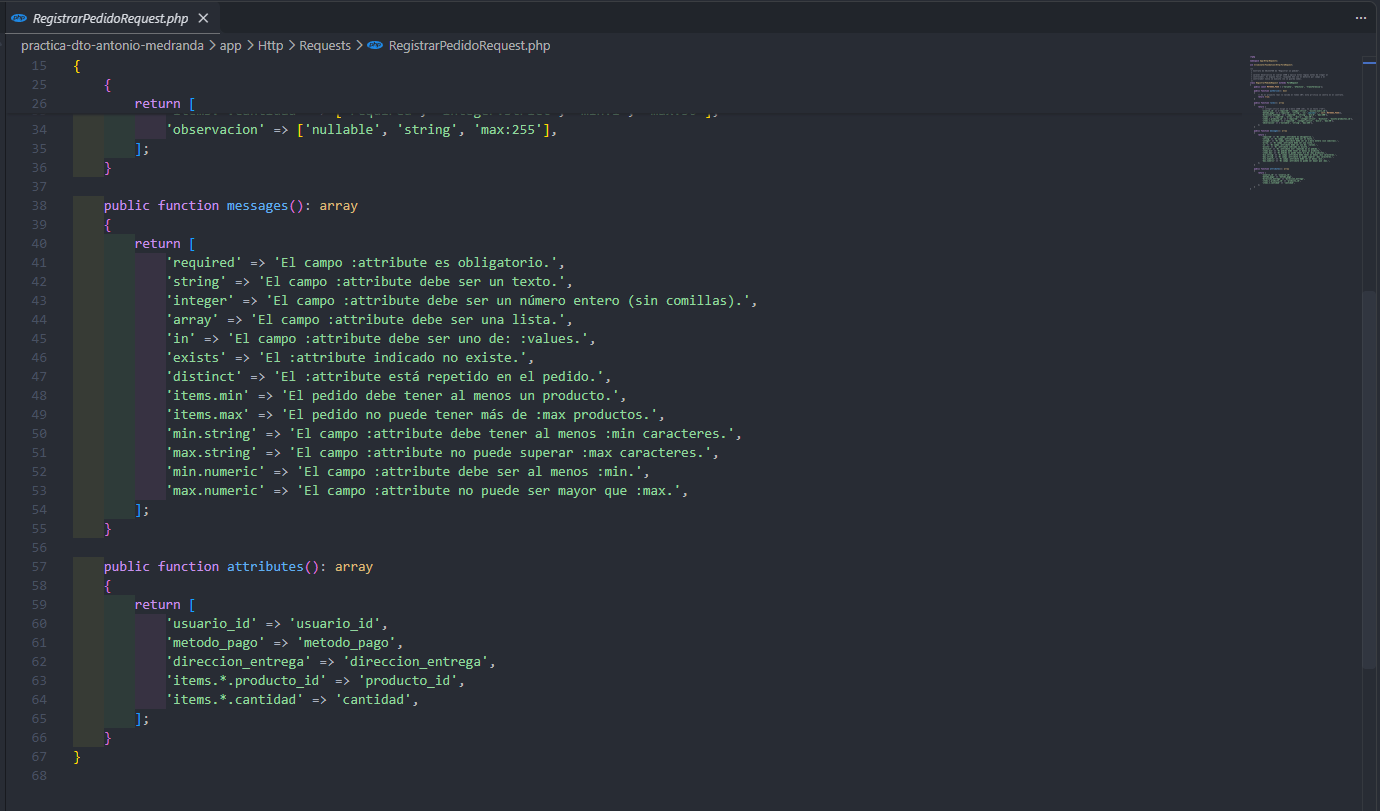 RegistrarPedidoRequest.php
practica-dto-antonio-medranda > app > Http > Requests > RegistrarPedidoRequest.php
15 {
25 {
26 return [
34 'observacion' => ['nullable', 'string', 'max:255'],
35 ];
36 }
37
38 public function messages(): array
39 {
40 return [
41 'required' => 'El campo :attribute es obligatorio.',
42 'string' => 'El campo :attribute debe ser un texto.',
43 'integer' => 'El campo :attribute debe ser un número entero (sin comillas).',
44 'array' => 'El campo :attribute debe ser una lista.',
45 'in' => 'El campo :attribute debe ser uno de: :values.',
46 'exists' => 'El :attribute indicado no existe.',
47 'distinct' => 'El :attribute está repetido en el pedido.',
48 'items.min' => 'El pedido debe tener al menos un producto.',
49 'items.max' => 'El pedido no puede tener más de :max productos.',
50 'min.string' => 'El campo :attribute debe tener al menos :min caracteres.',
51 'max.string' => 'El campo :attribute no puede superar :max caracteres.',
52 'min.numeric' => 'El campo :attribute debe ser al menos :min.',
53 'max.numeric' => 'El campo :attribute no puede ser mayor que :max.',
54 ];
55 }
56
57 public function attributes(): array
58 {
59 return [
60 'usuario_id' => 'usuario_id',
61 'metodo_pago' => 'metodo_pago',
62 'direccion_entrega' => 'direccion_entrega',
63 'items.*.producto_id' => 'producto_id',
64 'items.*.cantidad' => 'cantidad',
65 ];
66 }
67 }
68